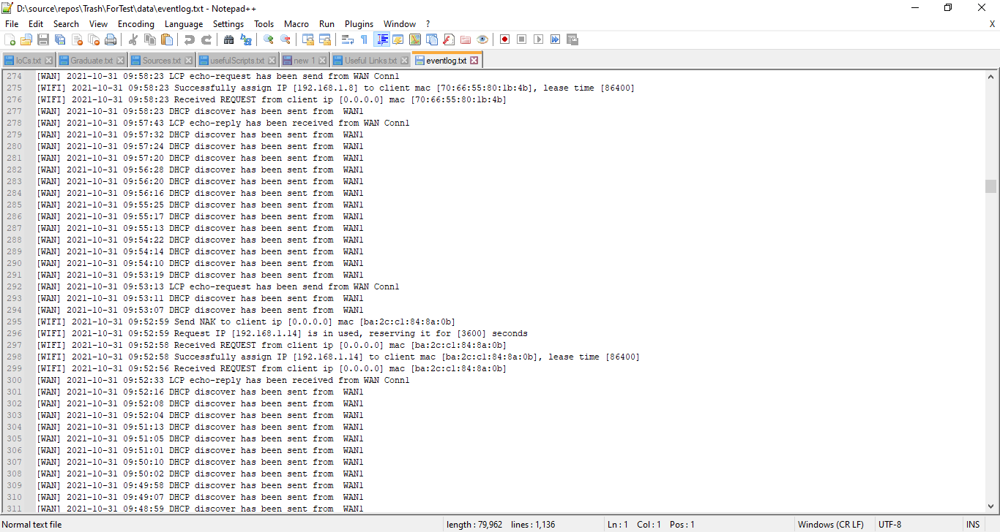 D:\source\repos\Trash\ForTest\data\eventlog.txt - Notepad++
File Edit Search View Encoding Language Settings Tools Macro Run Plugins Window ? X
IoCs.txt Graduate.txt Sources.txt usefulScripts.txt new 1 Useful Links.txt eventlog.txt
274 [WAN] 2021-10-31 09:58:23 LCP echo-request has been send from WAN Conn1
275 [WIFI] 2021-10-31 09:58:23 Successfully assign IP [192.168.1.8] to client mac [70:66:55:80:1b:4b], lease time [86400]
276 [WIFI] 2021-10-31 09:58:23 Received REQUEST from client ip [0.0.0.0] mac [70:66:55:80:1b:4b]
277 [WAN] 2021-10-31 09:58:23 DHCP discover has been sent from  WAN1
278 [WAN] 2021-10-31 09:57:43 LCP echo-reply has been received from WAN Conn1
279 [WAN] 2021-10-31 09:57:32 DHCP discover has been sent from  WAN1
280 [WAN] 2021-10-31 09:57:24 DHCP discover has been sent from  WAN1
281 [WAN] 2021-10-31 09:57:20 DHCP discover has been sent from  WAN1
282 [WAN] 2021-10-31 09:56:28 DHCP discover has been sent from  WAN1
283 [WAN] 2021-10-31 09:56:20 DHCP discover has been sent from  WAN1
284 [WAN] 2021-10-31 09:56:16 DHCP discover has been sent from  WAN1
285 [WAN] 2021-10-31 09:55:25 DHCP discover has been sent from  WAN1
286 [WAN] 2021-10-31 09:55:17 DHCP discover has been sent from  WAN1
287 [WAN] 2021-10-31 09:55:13 DHCP discover has been sent from  WAN1
288 [WAN] 2021-10-31 09:54:22 DHCP discover has been sent from  WAN1
289 [WAN] 2021-10-31 09:54:14 DHCP discover has been sent from  WAN1
290 [WAN] 2021-10-31 09:54:10 DHCP discover has been sent from  WAN1
291 [WAN] 2021-10-31 09:53:19 DHCP discover has been sent from  WAN1
292 [WAN] 2021-10-31 09:53:13 LCP echo-request has been send from WAN Conn1
293 [WAN] 2021-10-31 09:53:11 DHCP discover has been sent from  WAN1
294 [WAN] 2021-10-31 09:53:07 DHCP discover has been sent from  WAN1
295 [WIFI] 2021-10-31 09:52:59 Send NAK to client ip [0.0.0.0] mac [ba:2c:c1:84:8a:0b]
296 [WIFI] 2021-10-31 09:52:59 Request IP [192.168.1.14] is in used, reserving it for [3600] seconds
297 [WIFI] 2021-10-31 09:52:58 Received REQUEST from client ip [0.0.0.0] mac [ba:2c:c1:84:8a:0b]
298 [WIFI] 2021-10-31 09:52:58 Successfully assign IP [192.168.1.14] to client mac [ba:2c:c1:84:8a:0b], lease time [86400]
299 [WIFI] 2021-10-31 09:52:56 Received REQUEST from client ip [0.0.0.0] mac [ba:2c:c1:84:8a:0b]
300 [WAN] 2021-10-31 09:52:33 LCP echo-reply has been received from WAN Conn1
301 [WAN] 2021-10-31 09:52:16 DHCP discover has been sent from  WAN1
302 [WAN] 2021-10-31 09:52:08 DHCP discover has been sent from  WAN1
303 [WAN] 2021-10-31 09:52:04 DHCP discover has been sent from  WAN1
304 [WAN] 2021-10-31 09:51:13 DHCP discover has been sent from  WAN1
305 [WAN] 2021-10-31 09:51:05 DHCP discover has been sent from  WAN1
306 [WAN] 2021-10-31 09:51:01 DHCP discover has been sent from  WAN1
307 [WAN] 2021-10-31 09:50:10 DHCP discover has been sent from  WAN1
308 [WAN] 2021-10-31 09:50:02 DHCP discover has been sent from  WAN1
309 [WAN] 2021-10-31 09:49:58 DHCP discover has been sent from  WAN1
310 [WAN] 2021-10-31 09:49:07 DHCP discover has been sent from  WAN1
311 [WAN] 2021-10-31 09:48:59 DHCP discover has been sent from  WAN1
Normal text file length : 79,962 lines : 1,136 Ln : 1 Col : 1 Pos : 1 Windows (CR LF) UTF-8 INS